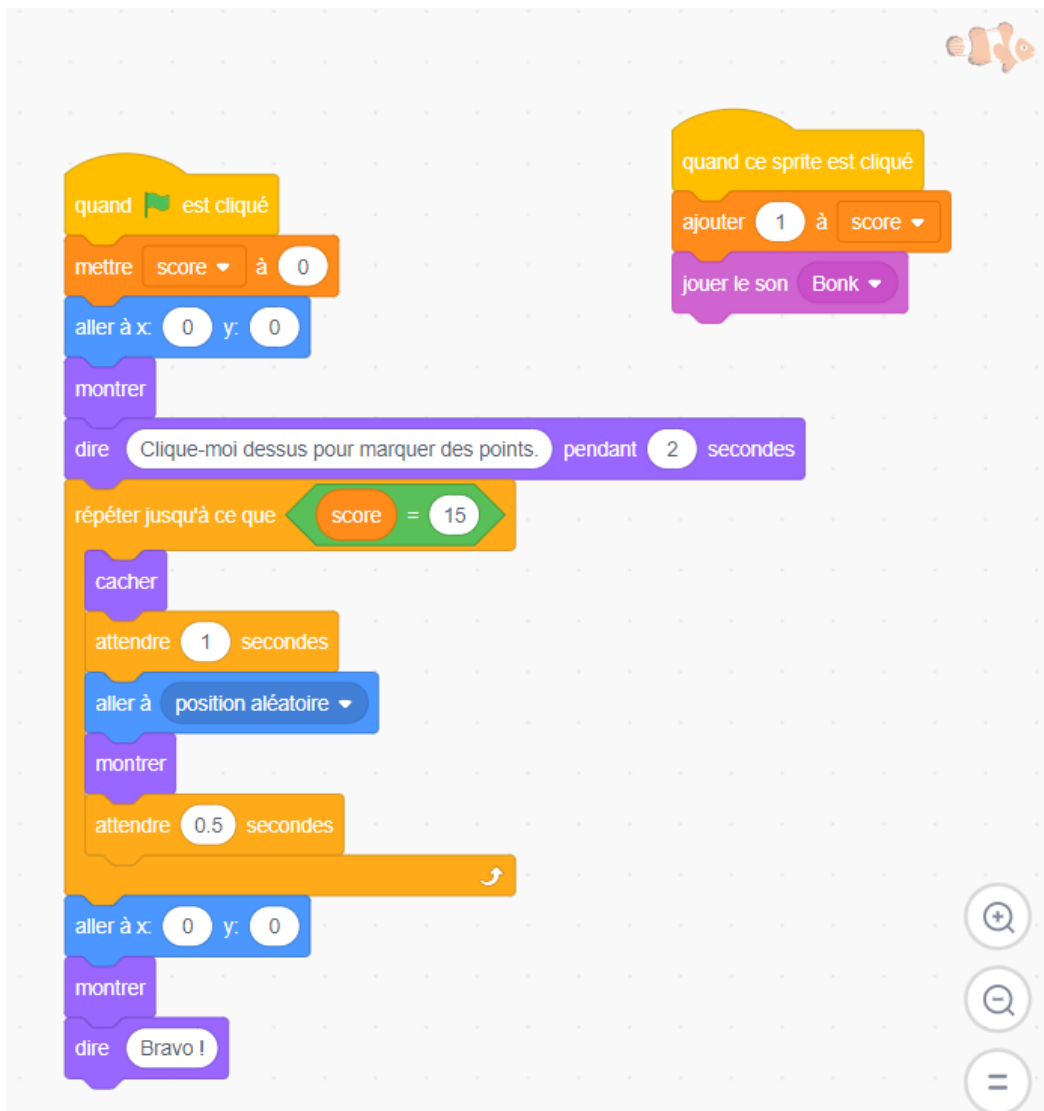 quand est cliqué
mettre score à 0
aller à x: 0 y: 0
montrer
dire Clique-moi dessus pour marquer des points. pendant 2 secondes
répéter jusqu'à ce que score = 15
cacher
attendre 1 secondes
aller à position aléatoire
montrer
attendre 0.5 secondes
aller à x: 0 y: 0
montrer
dire Bravo !
quand ce sprite est cliqué
ajouter 1 à score
jouer le son Bonk